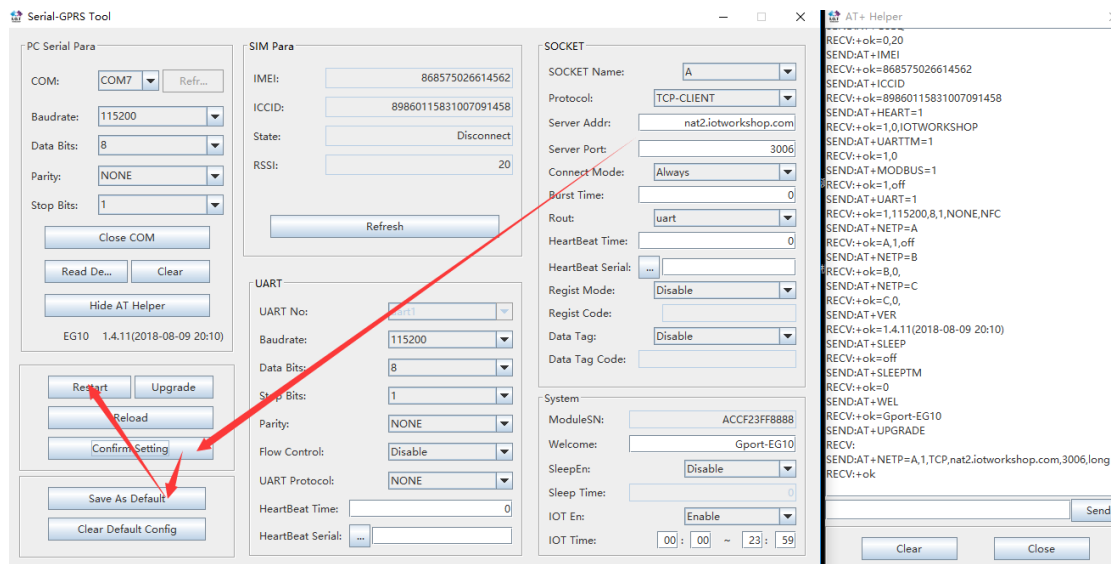 Serial-GPRS Tool
PC Serial Para
COM: COM7 Refr...
Baudrate: 115200
Data Bits: 8
Parity: NONE
Stop Bits: 1
Close COM
Read De... Clear
Hide AT Helper
EG10 1.4.11(2018-08-09 20:10)
Restart Upgrade
Reload
Confirm Setting
Save As Default
Clear Default Config
SIM Para
IMEI: 868575026614562
ICCID: 89860115831007091458
State: Disconnect
RSSI: 20
Refresh
UART
UART No: uart1
Baudrate: 115200
Data Bits: 8
Stop Bits: 1
Parity: NONE
Flow Control: Disable
UART Protocol: NONE
HeartBeat Time: 0
HeartBeat Serial: ...
SOCKET
SOCKET Name: A
Protocol: TCP-CLIENT
Server Addr: nat2.iotworkshop.com
Server Port: 3006
Connect Mode: Always
Burst Time: 0
Rout: uart
HeartBeat Time: 0
HeartBeat Serial: ...
Regist Mode: Disable
Regist Code:
Data Tag: Disable
Data Tag Code:
System
ModuleSN: ACCF23FF8888
Welcome: Gport-EG10
SleepEn: Disable
Sleep Time: 0
IOT En: Enable
IOT Time: 00 : 00 ~ 23 : 59
AT+ Helper
RECV:+ok=0,20
SEND:AT+IMEI
RECV:+ok=868575026614562
SEND:AT+ICCID
RECV:+ok=89860115831007091458
SEND:AT+HEART=1
RECV:+ok=1,0,IOTWORKSHOP
SEND:AT+UARTTM=1
RECV:+ok=1,0
SEND:AT+MODBUS=1
RECV:+ok=1,off
SEND:AT+UART=1
RECV:+ok=1,115200,8,1,NONE,NFC
SEND:AT+NETP=A
RECV:+ok=A,1,off
SEND:AT+NETP=B
RECV:+ok=B,0,
SEND:AT+NETP=C
RECV:+ok=C,0,
SEND:AT+VER
RECV:+ok=1.4.11(2018-08-09 20:10)
SEND:AT+SLEEP
RECV:+ok=off
SEND:AT+SLEEPTM
RECV:+ok=0
SEND:AT+WEL
RECV:+ok=Gport-EG10
SEND:AT+UPGRADE
RECV:
SEND:AT+NETP=A,1,TCP,nat2.iotworkshop.com,3006,long
RECV:+ok
Send
Clear Close